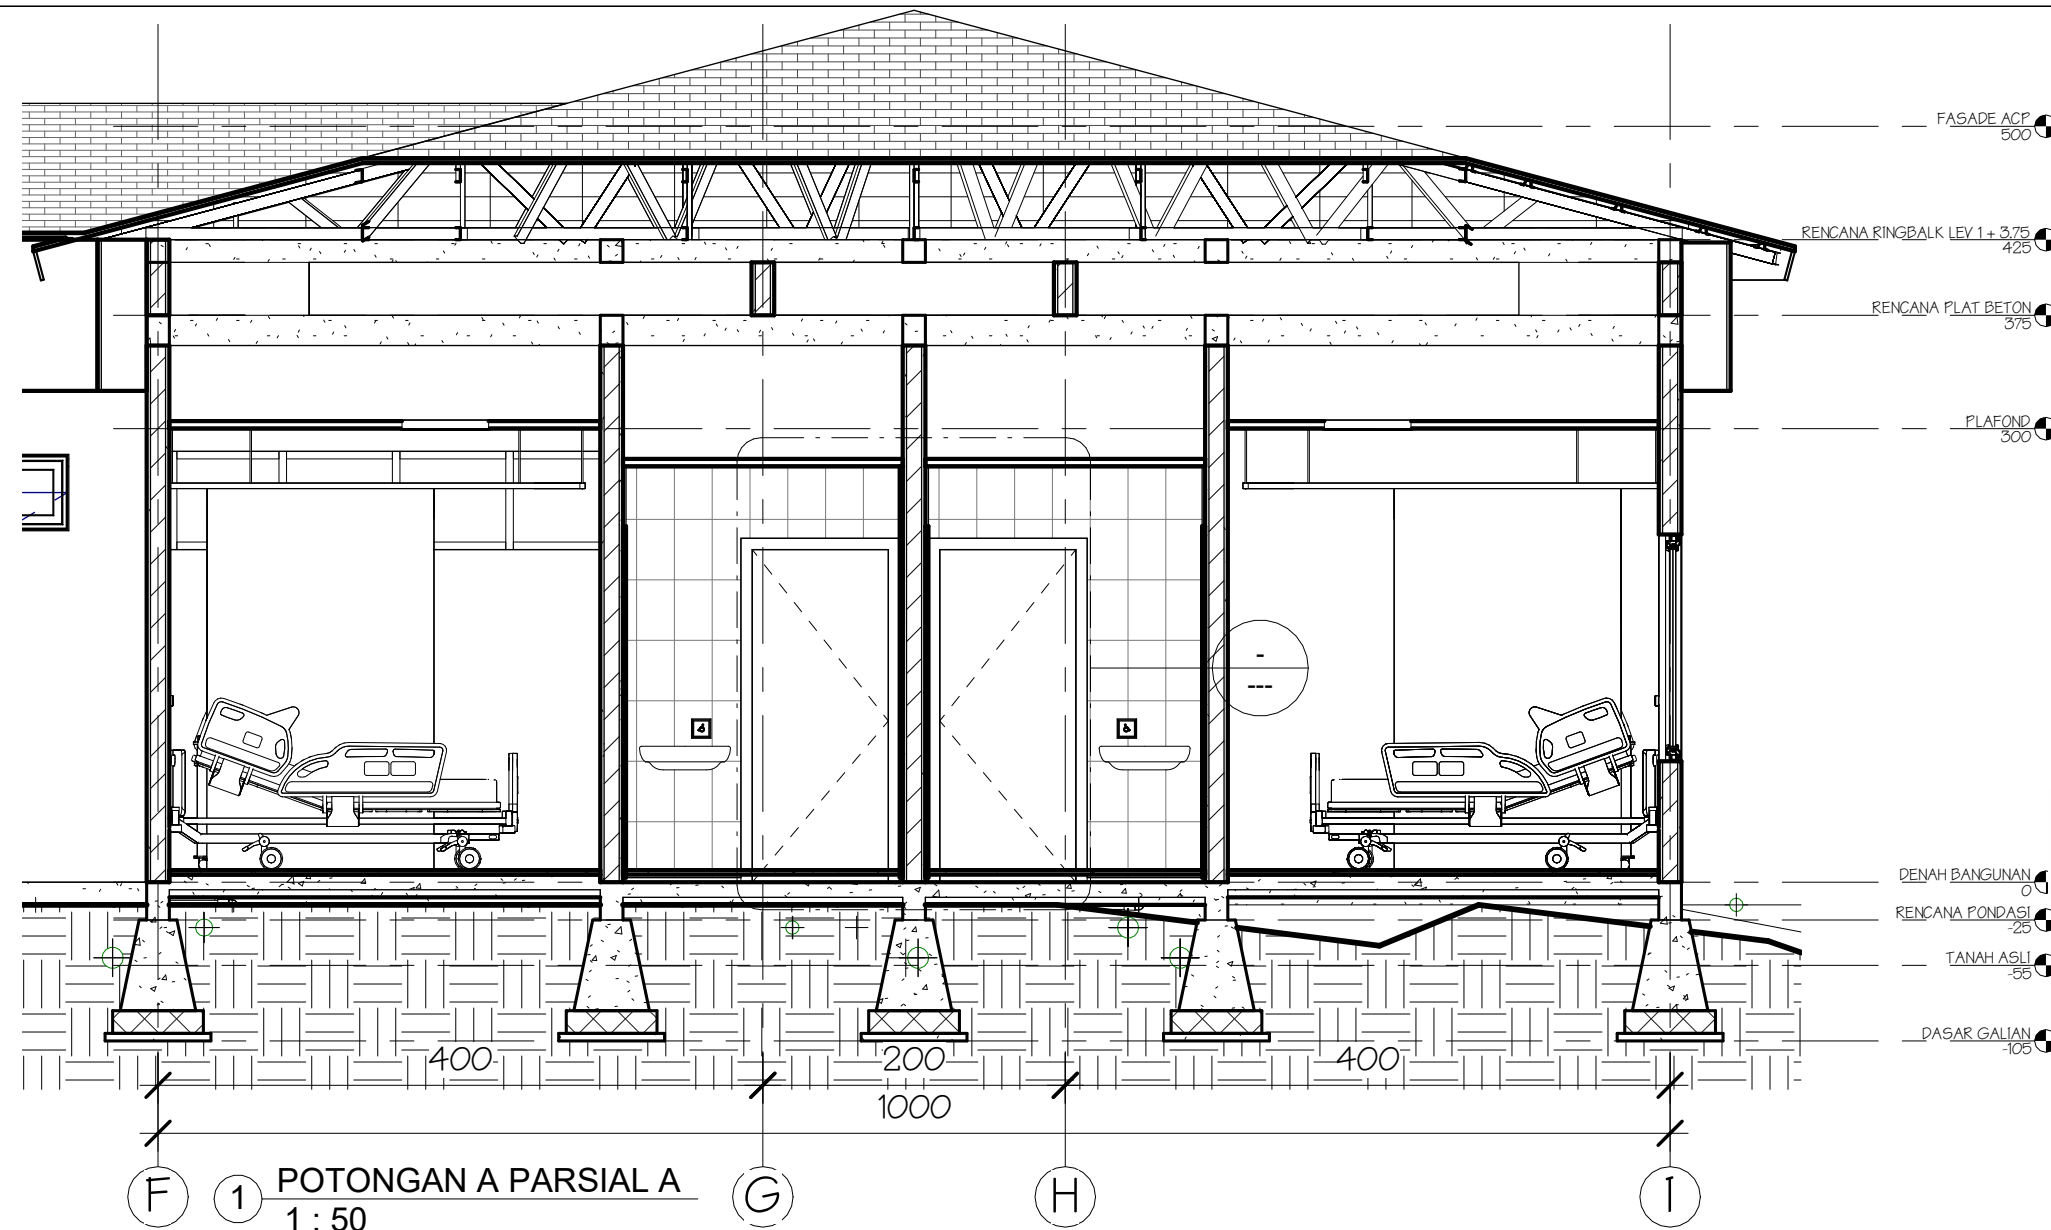 FASADE ACP
500
RENCANA RINGBALK LEV 1 + 3.75
425
RENCANA PLAT BETON
375
PLAFOND
300
-
---
DENAH BANGUNAN
0
RENCANA PONDASI
-25
TANAH ASLI
-55
DASAR GALIAN
-105
400
200
400
1000
F
1
POTONGAN A PARSIAL A
1 : 50
G
H
I